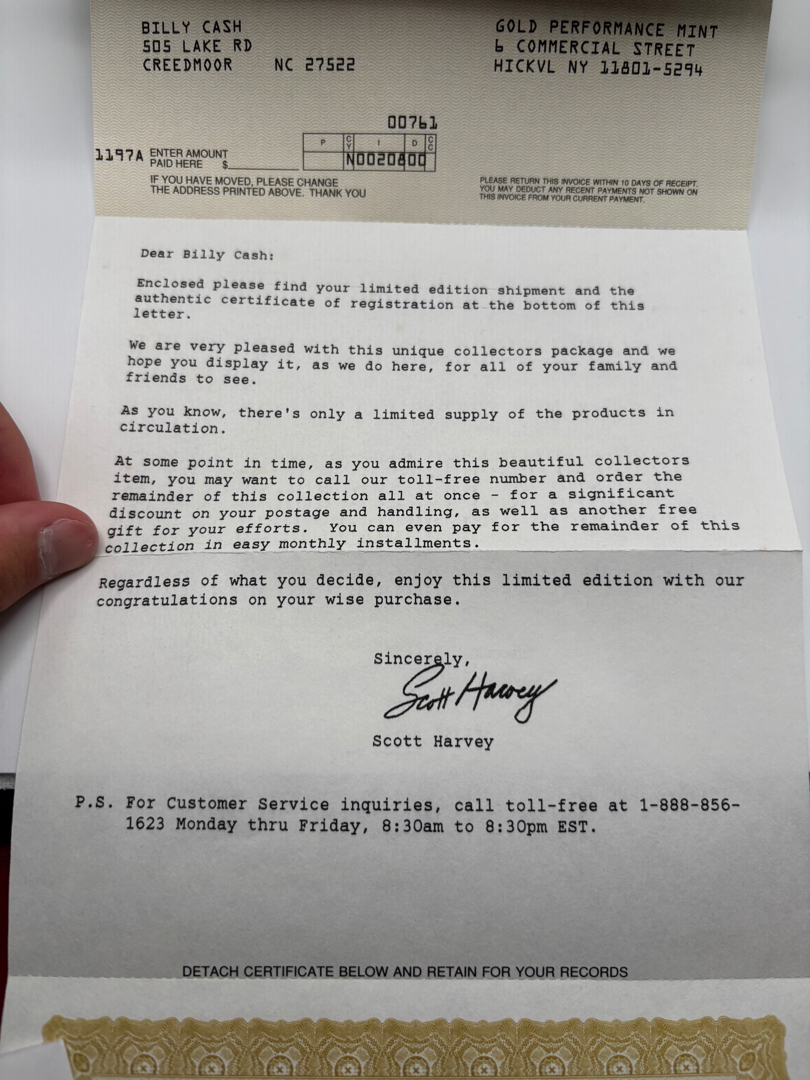 BILLY CASH
505 LAKE RD
CREEDMOOR NC 27522
GOLD PERFORMANCE MINT
6 COMMERCIAL STREET
HICKVL NY 11801-5294
00761
P CY I D CC
1197A ENTER AMOUNT
PAID HERE $
N0020800
IF YOU HAVE MOVED, PLEASE CHANGE
THE ADDRESS PRINTED ABOVE. THANK YOU
PLEASE RETURN THIS INVOICE WITHIN 10 DAYS OF RECEIPT.
YOU MAY DEDUCT ANY RECENT PAYMENTS NOT SHOWN ON
THIS INVOICE FROM YOUR CURRENT PAYMENT.
Dear Billy Cash:
Enclosed please find your limited edition shipment and the
authentic certificate of registration at the bottom of this
letter.
We are very pleased with this unique collectors package and we
hope you display it, as we do here, for all of your family and
friends to see.
As you know, there's only a limited supply of the products in
circulation.
At some point in time, as you admire this beautiful collectors
item, you may want to call our toll-free number and order the
remainder of this collection all at once - for a significant
discount on your postage and handling, as well as another free
gift for your efforts. You can even pay for the remainder of this
collection in easy monthly installments.
Regardless of what you decide, enjoy this limited edition with our
congratulations on your wise purchase.
Sincerely,
Scott Harvey
Scott Harvey
P.S. For Customer Service inquiries, call toll-free at 1-888-856-
1623 Monday thru Friday, 8:30am to 8:30pm EST.
DETACH CERTIFICATE BELOW AND RETAIN FOR YOUR RECORDS